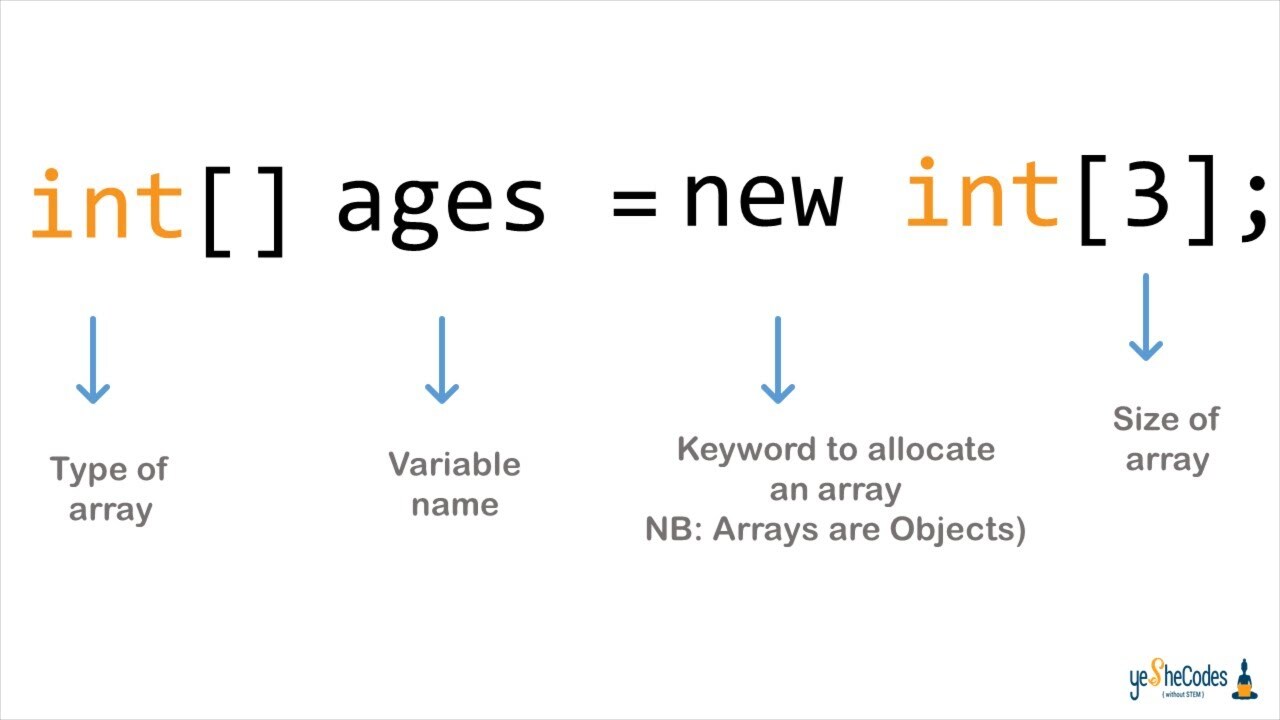 int[] ages = new int[3];
Type of
array
Variable
name
Keyword to allocate
an array
NB: Arrays are Objects)
Size of
array
yeSheCodes
{ without STEM }